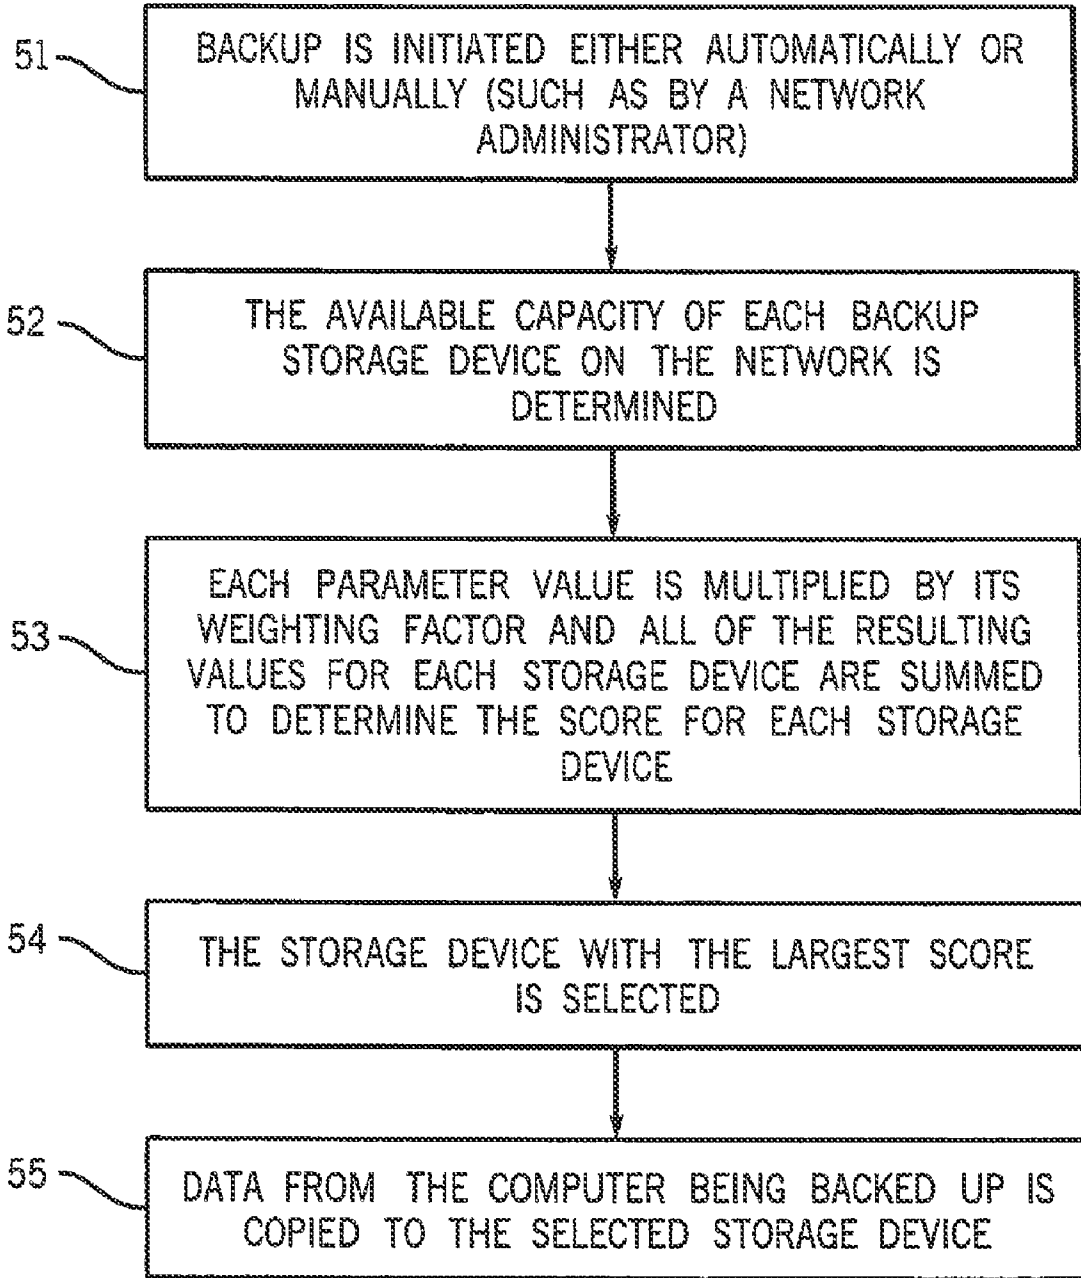 51
BACKUP IS INITIATED EITHER AUTOMATICALLY OR
MANUALLY (SUCH AS BY A NETWORK
ADMINISTRATOR)
52
THE AVAILABLE CAPACITY OF EACH BACKUP
STORAGE DEVICE ON THE NETWORK IS
DETERMINED
53
EACH PARAMETER VALUE IS MULTIPLIED BY ITS
WEIGHTING FACTOR AND ALL OF THE RESULTING
VALUES FOR EACH STORAGE DEVICE ARE SUMMED
TO DETERMINE THE SCORE FOR EACH STORAGE
DEVICE
54
THE STORAGE DEVICE WITH THE LARGEST SCORE
IS SELECTED
55
DATA FROM THE COMPUTER BEING BACKED UP IS
COPIED TO THE SELECTED STORAGE DEVICE